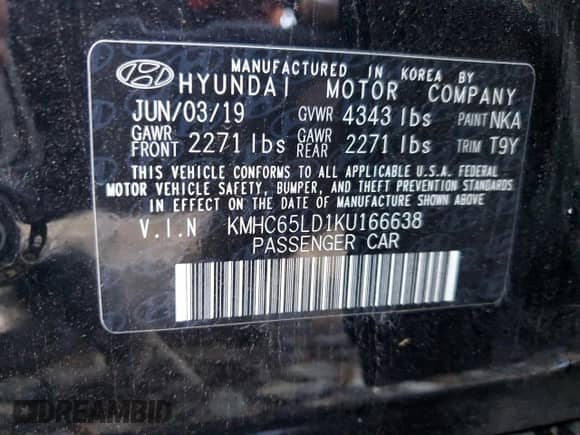 MANUFACTURED IN KOREA BY
HYUNDAI MOTOR COMPANY
JUN/03/19 GVWR 4343 lbs PAINT NKA
GAWR FRONT 2271 lbs GAWR REAR 2271 lbs TRIM T9Y
THIS VEHICLE CONFORMS TO ALL APPLICABLE U.S.A. FEDERAL
MOTOR VEHICLE SAFETY, BUMPER, AND THEFT PREVENTION STANDARDS
IN EFFECT ON THE DATE OF MANUFACTURE SHOWN ABOVE
V.I.N KMHC65LD1KU166638
PASSENGER CAR
DREAMBID